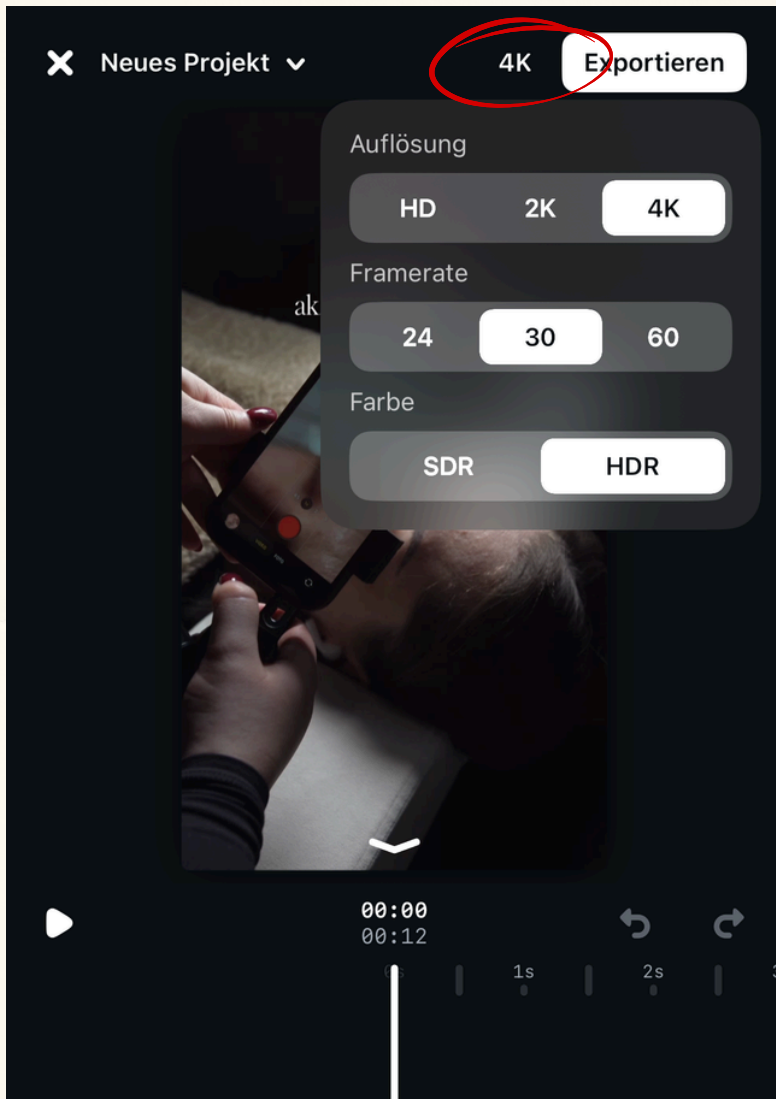 Neues Projekt
4K
Exportieren
Auflösung
HD 2K 4K
Framerate
24 30 60
Farbe
SDR HDR
ak
00:00
00:12
1s 2s